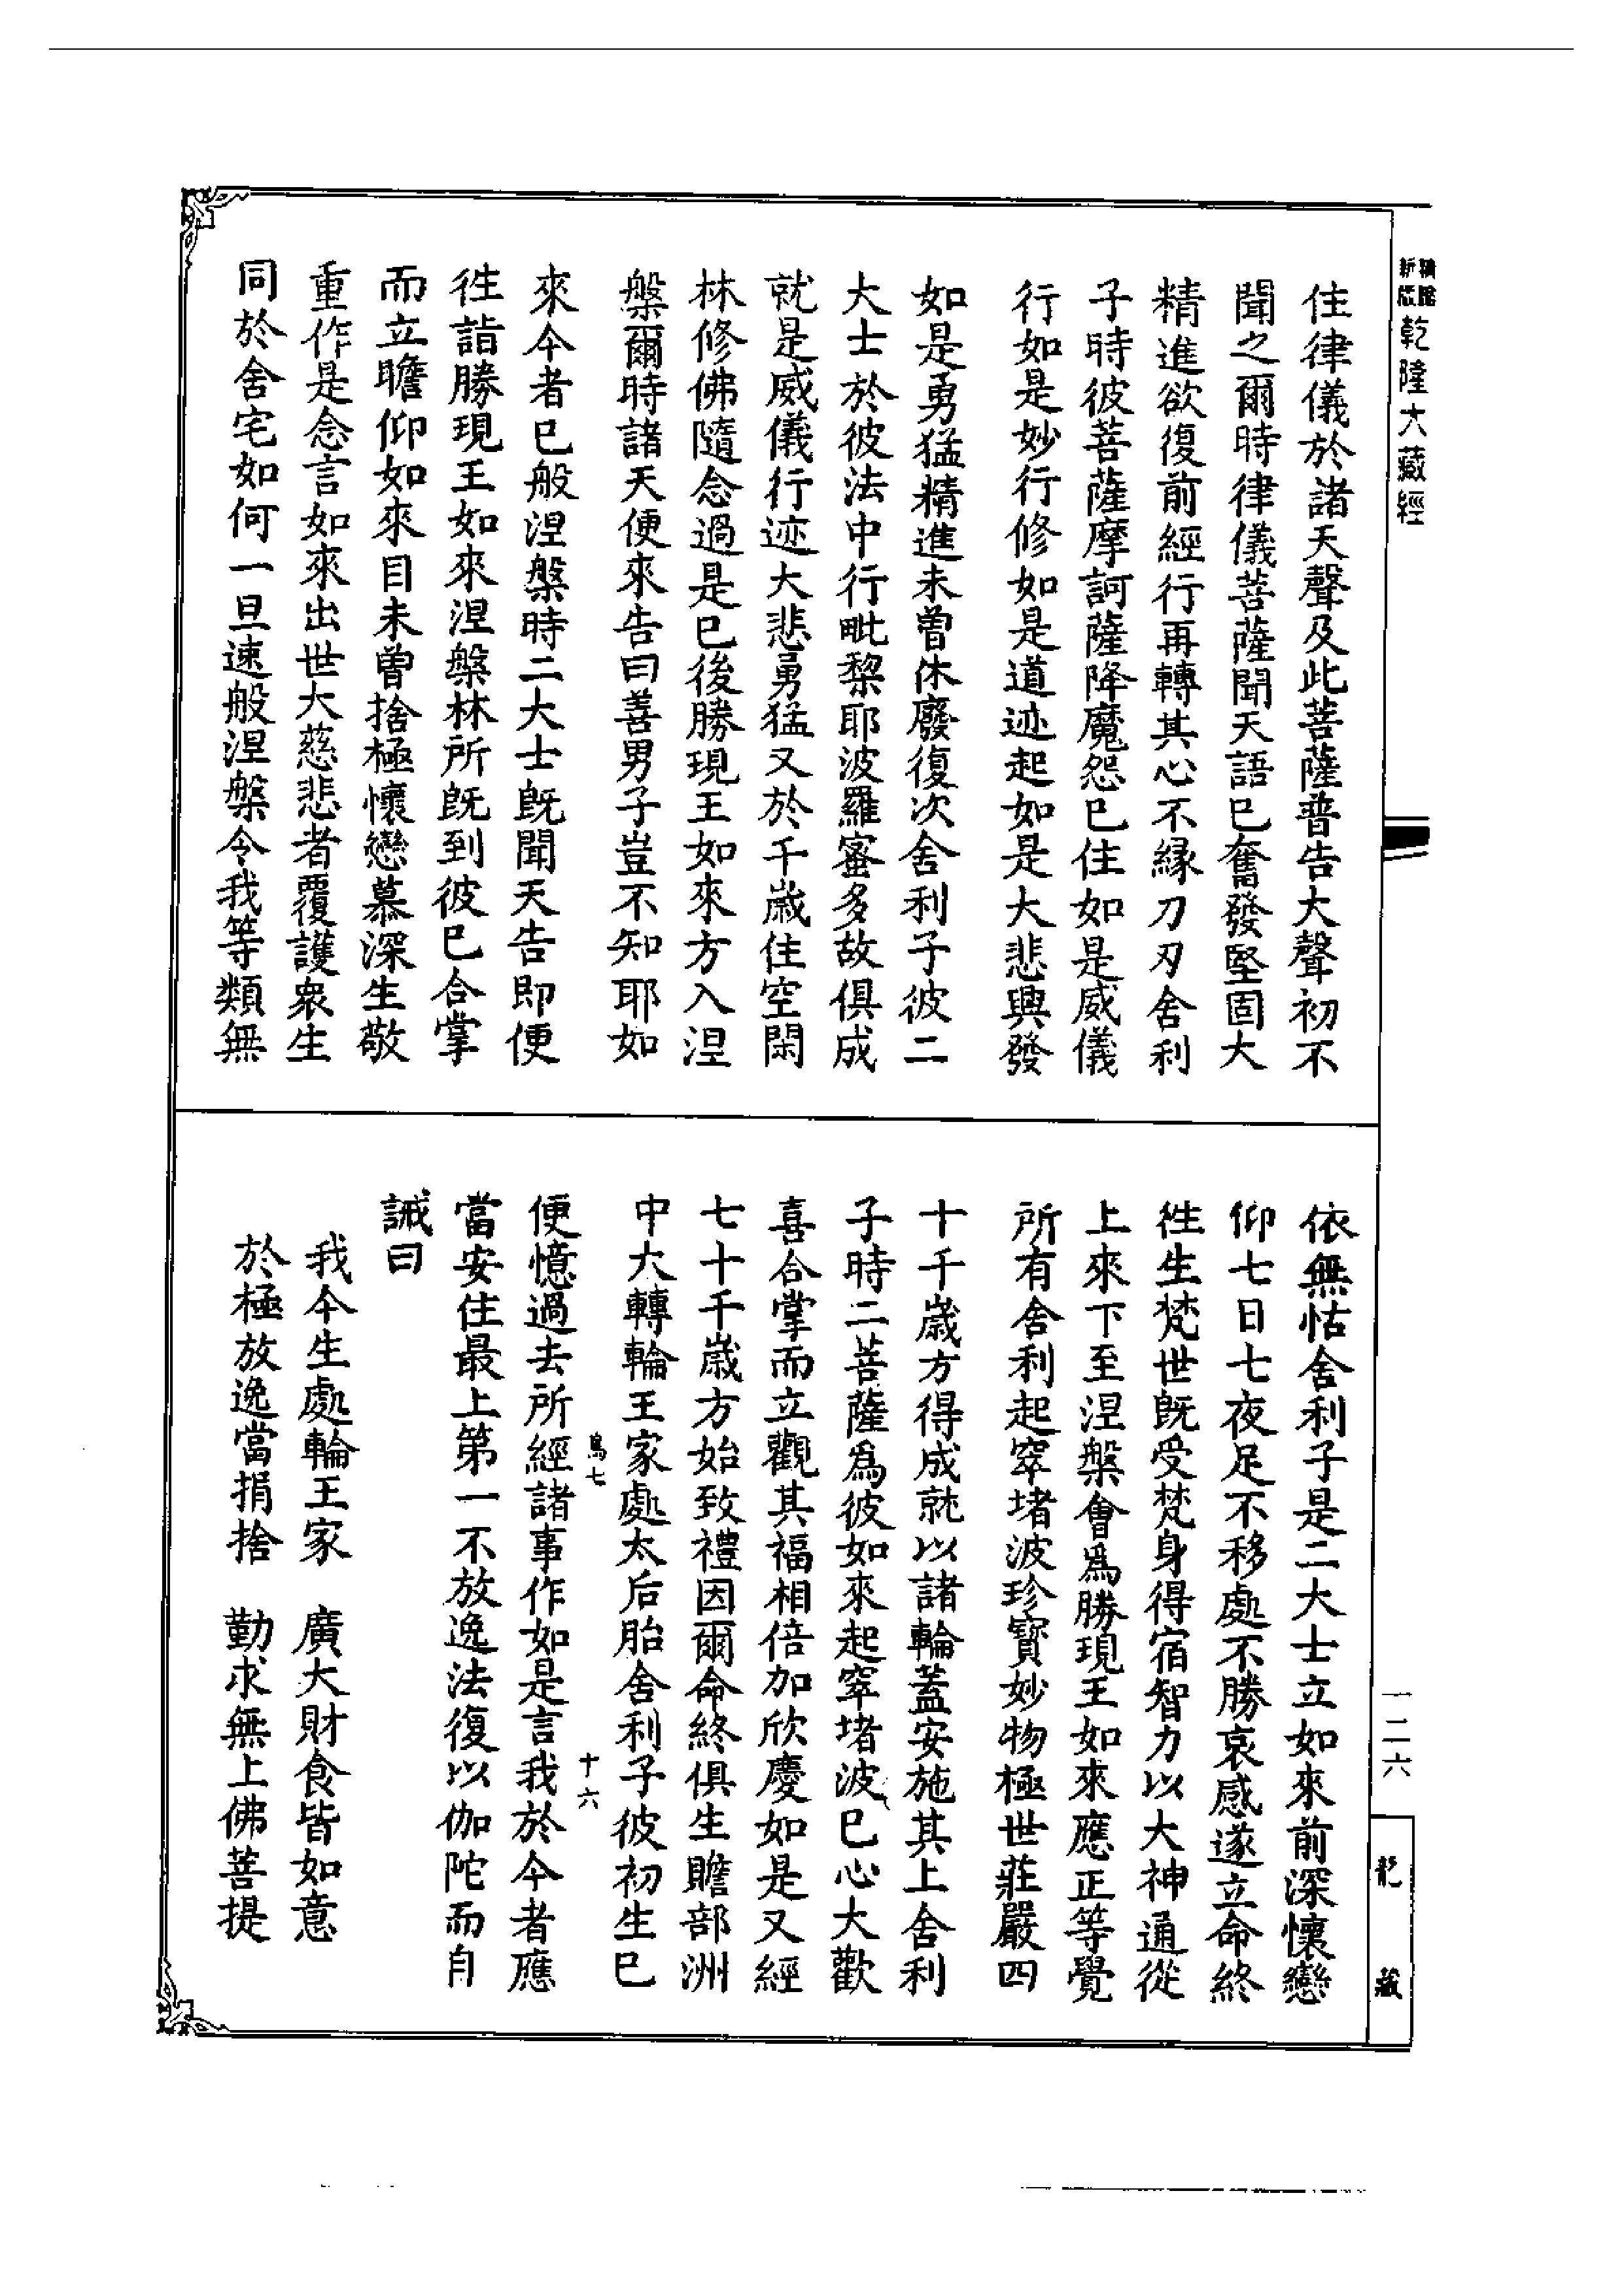 乾隆大藏經
住律儀於諸天聲及此菩薩普告大聲初不
聞之爾時律儀菩薩聞天語已奮發堅固大
精進欲復前經行再轉其心不緣刀刃舍利
子時彼菩薩摩訶薩降魔怨已住如是威儀
行如是妙行修如是道迹起如是大悲興發
如是勇猛精進未曾休廢復次舍利子彼二
大士於彼法中行毗黎耶波羅蜜多故俱成
就是威儀行迹大悲勇猛又於千歲住空閑
林修佛隨念過是已後勝現王如來方入涅
槃爾時諸天便來告曰善男子豈不知耶如
來今者已般涅槃時二大士既聞天告即便
徃詣勝現王如來涅槃林所既到彼已合掌
而立瞻仰如來目未曾捨極懷戀慕深生敬
重作是念言如來出世大慈悲者覆護衆生
同於舍宅如何一旦速般涅槃令我等類無
依無怙舍利子是二大士立如來前深懷戀
仰七日七夜足不移處不勝哀感遂立命終
徃生梵世既受梵身得宿智力以大神通從
上來下至涅槃會爲勝現王如來應正等覺
所有舍利起窣堵波珍寶妙物極世莊嚴四
十千歲方得成就以諸輪蓋安施其上舍利
子時二菩薩爲彼如來起窣堵波已心大歡
喜合掌而立觀其福相倍加欣慶如是又經
七十千歲方始致禮因爾命終俱生贍部洲
中大轉輪王家處太后胎舍利子彼初生已
便憶過去所經諸事作如是言我於今者應
當安住最上第一不放逸法復以伽陀而自
誡曰
我今生處輪王家　廣大財食皆如意
於極放逸當捐捨　勤求無上佛菩提
十六
一二六
龍藏